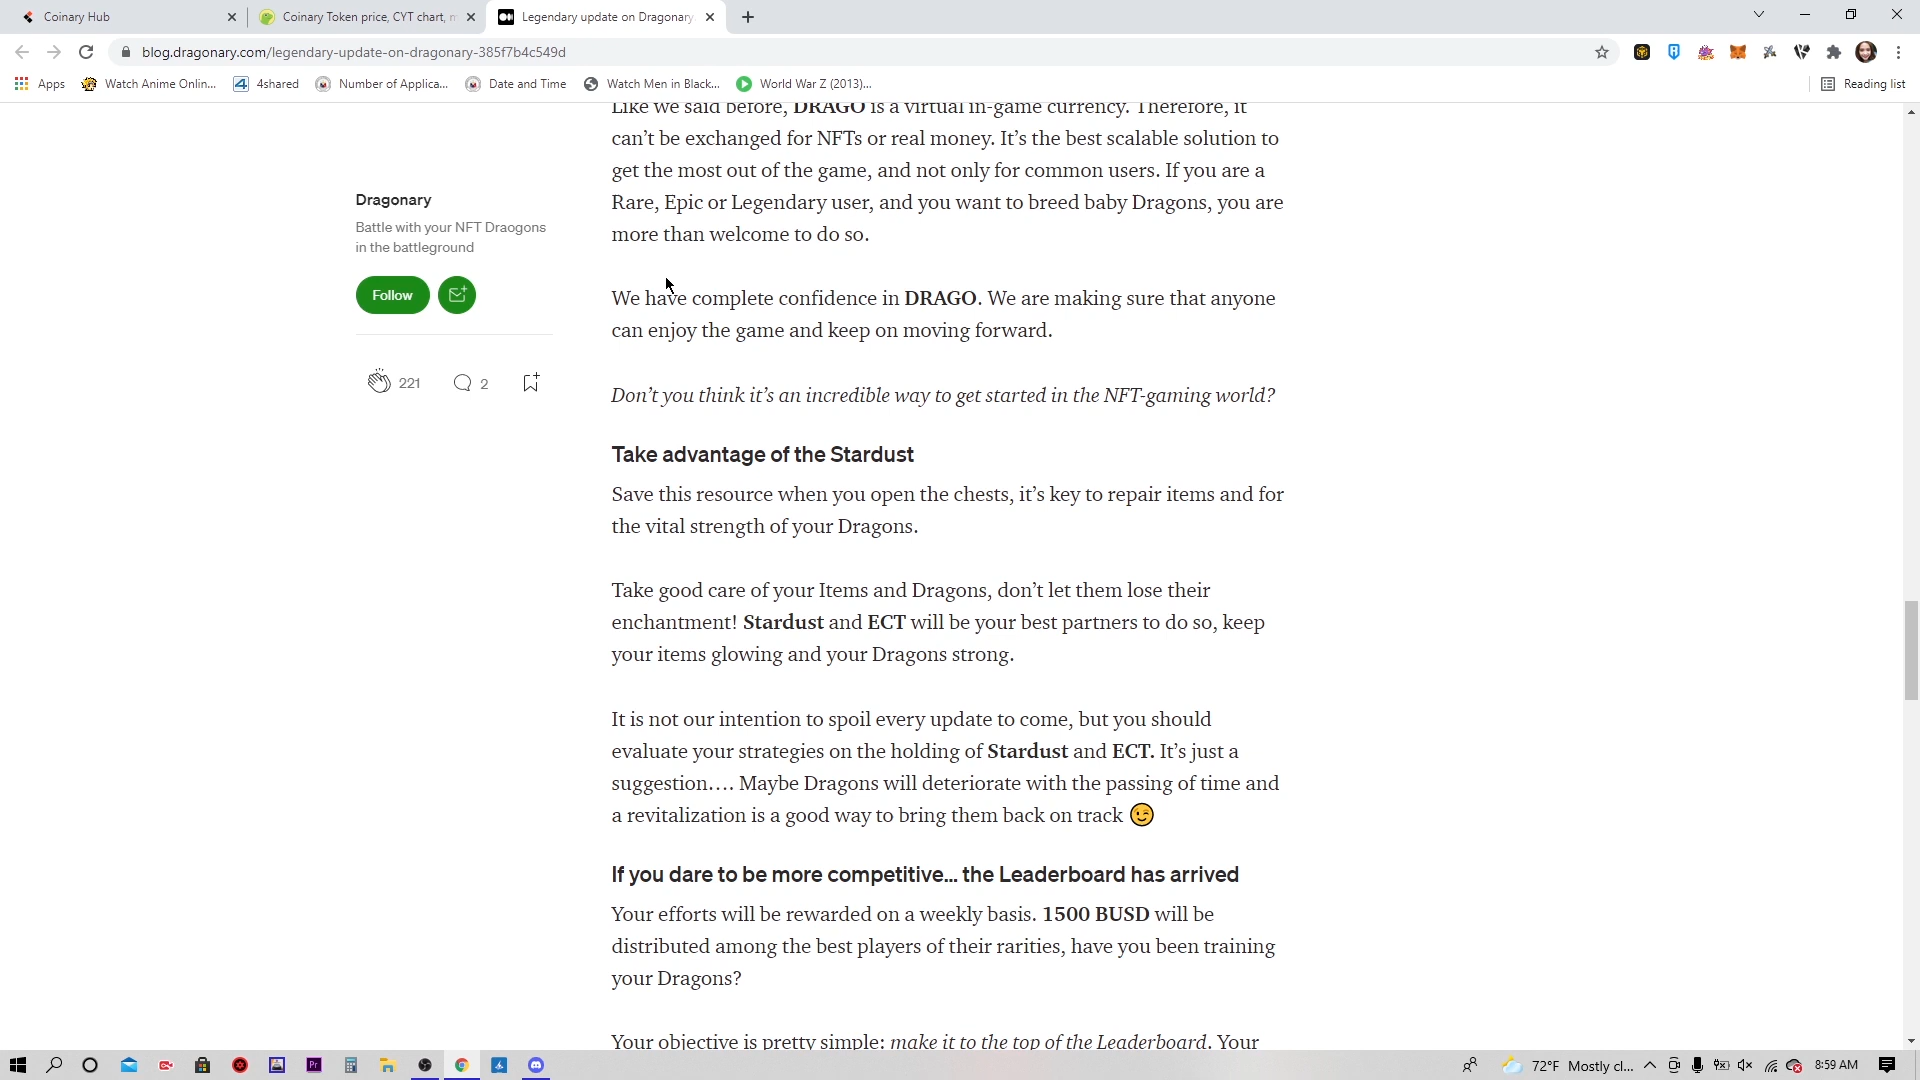 Coinary Hub
Coinary Token price, CYT chart, m
Legendary update on Dragonary
blog.dragonary.com/legendary-update-on-dragonary-385f7b4c549d
Apps
Watch Anime Onlin...
4shared
Number of Applica...
Date and Time
Watch Men in Black...
World War Z (2013)...
Reading list
Like we said before, DRAGO is a virtual in-game currency. Therefore, it
can't be exchanged for NFTs or real money. It's the best scalable solution to
get the most out of the game, and not only for common users. If you are a
Rare, Epic or Legendary user, and you want to breed baby Dragons, you are
more than welcome to do so.
Dragonary
Battle with your NFT Draogons
in the battleground
Follow
221
2
We have complete confidence in DRAGO. We are making sure that anyone
can enjoy the game and keep on moving forward.
Don't you think it's an incredible way to get started in the NFT-gaming world?
Take advantage of the Stardust
Save this resource when you open the chests, it's key to repair items and for
the vital strength of your Dragons.
Take good care of your Items and Dragons, don't let them lose their
enchantment! Stardust and ECT will be your best partners to do so, keep
your items glowing and your Dragons strong.
It is not our intention to spoil every update to come, but you should
evaluate your strategies on the holding of Stardust and ECT. It's just a
suggestion.... Maybe Dragons will deteriorate with the passing of time and
a revitalization is a good way to bring them back on track 😉
If you dare to be more competitive... the Leaderboard has arrived
Your efforts will be rewarded on a weekly basis. 1500 BUSD will be
distributed among the best players of their rarities, have you been training
your Dragons?
Your objective is pretty simple: make it to the top of the Leaderboard. Your
Pr
72°F Mostly cl...
8:59 AM